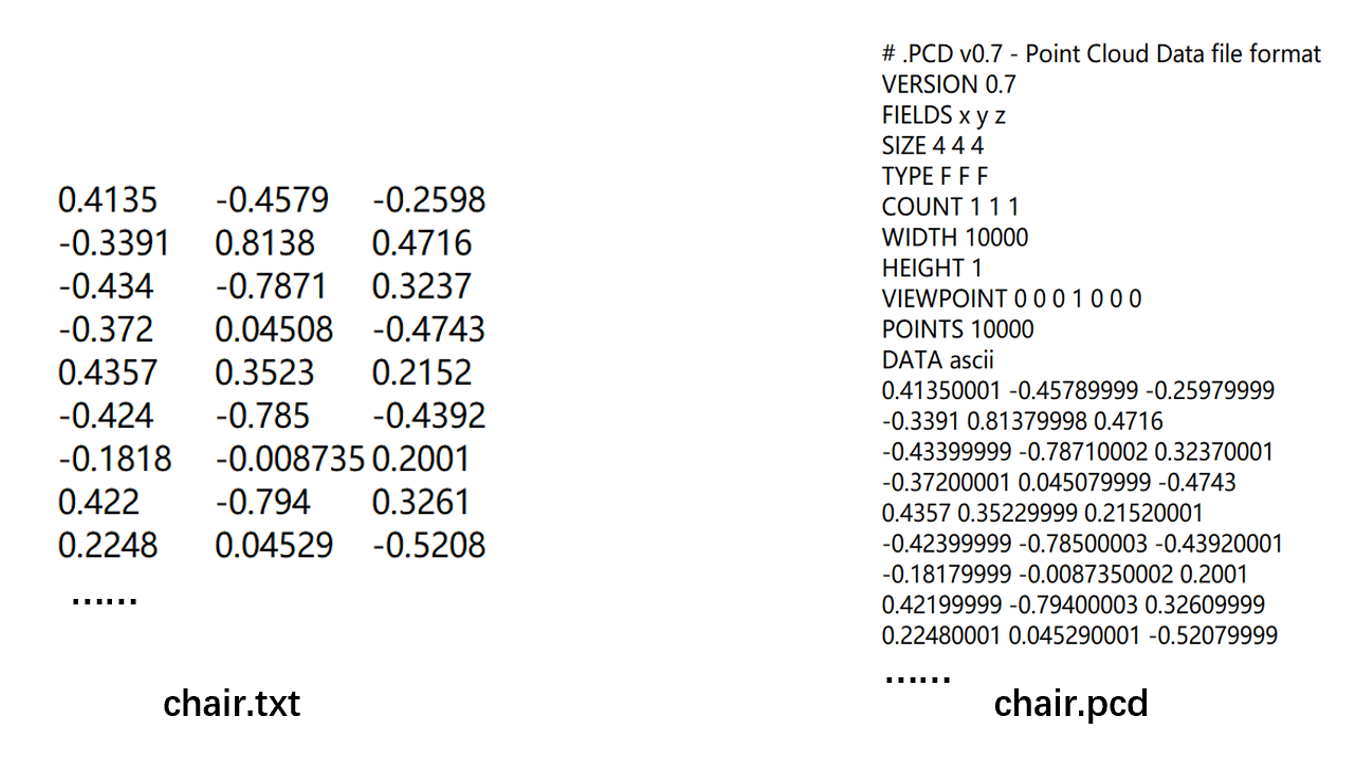 0.4135 -0.4579 -0.2598
-0.3391 0.8138 0.4716
-0.434 -0.7871 0.3237
-0.372 0.04508 -0.4743
0.4357 0.3523 0.2152
-0.424 -0.785 -0.4392
-0.1818 -0.008735 0.2001
0.422 -0.794 0.3261
0.2248 0.04529 -0.5208
……
chair.txt
# .PCD v0.7 - Point Cloud Data file format
VERSION 0.7
FIELDS x y z
SIZE 4 4 4
TYPE F F F
COUNT 1 1 1
WIDTH 10000
HEIGHT 1
VIEWPOINT 0 0 0 1 0 0 0
POINTS 10000
DATA ascii
0.41350001 -0.45789999 -0.25979999
-0.3391 0.81379998 0.4716
-0.43399999 -0.78710002 0.32370001
-0.37200001 0.045079999 -0.4743
0.4357 0.35229999 0.21520001
-0.42399999 -0.78500003 -0.43920001
-0.18179999 -0.0087350002 0.2001
0.42199999 -0.79400003 0.32609999
0.22480001 0.045290001 -0.52079999
……
chair.pcd